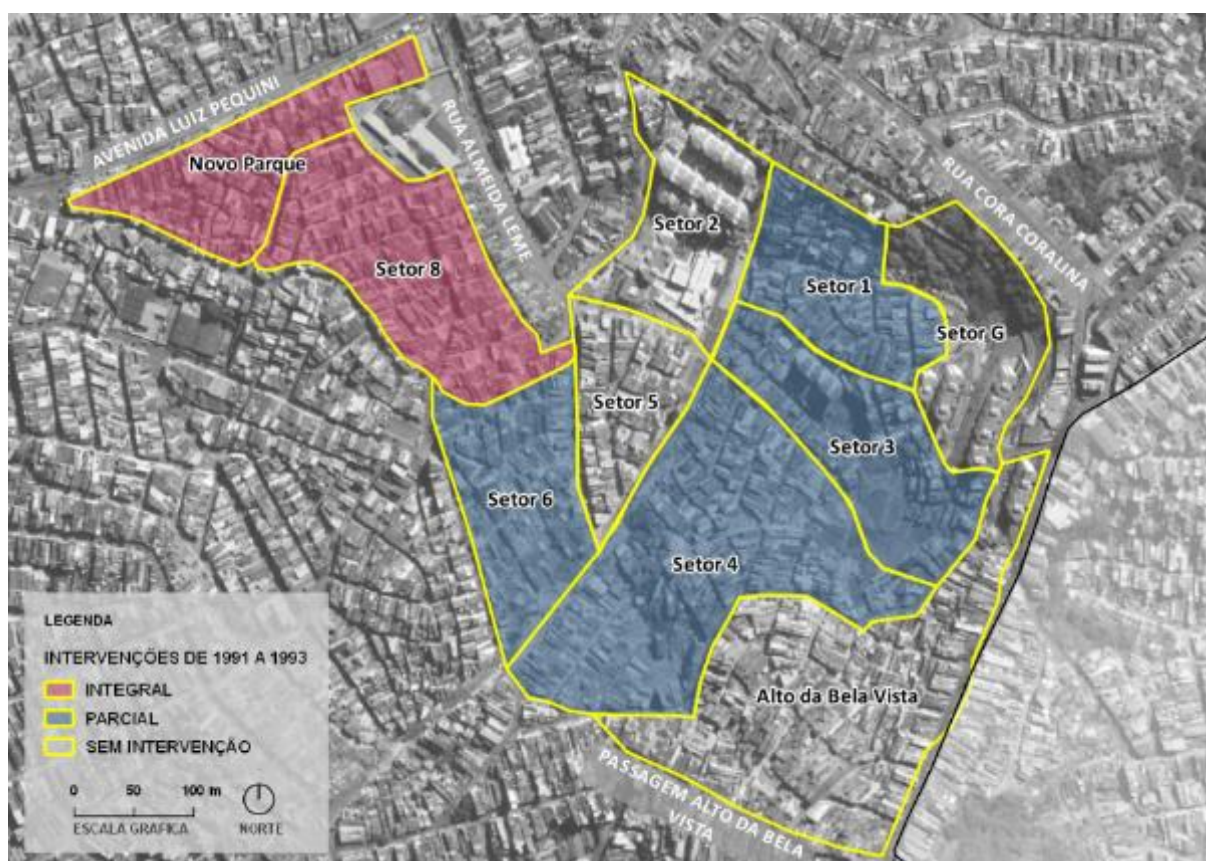 AVENIDA LUIZ PEQUINI
RUA ALMEIDA LEME
Novo Parque
RUA CORA CORALINA
Setor 2
Setor 8
Setor 1
Setor G
Setor 5
Setor 3
Setor 6
Setor 4
Alto da Bela Vista
PASSAGEM ALTO DA BELA
VISTA
LEGENDA
INTERVENÇÕES DE 1991 A 1993
INTEGRAL
PARCIAL
SEM INTERVENÇÃO
0 50 100 m
ESCALA GRÁFICA
NORTE